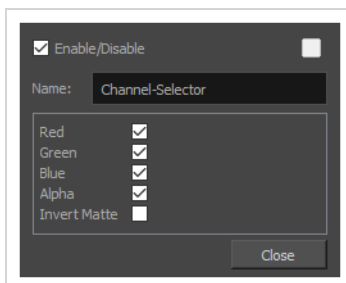 Enable/Disable
Name: Channel-Selector
Red
Green
Blue
Alpha
Invert Matte
Close